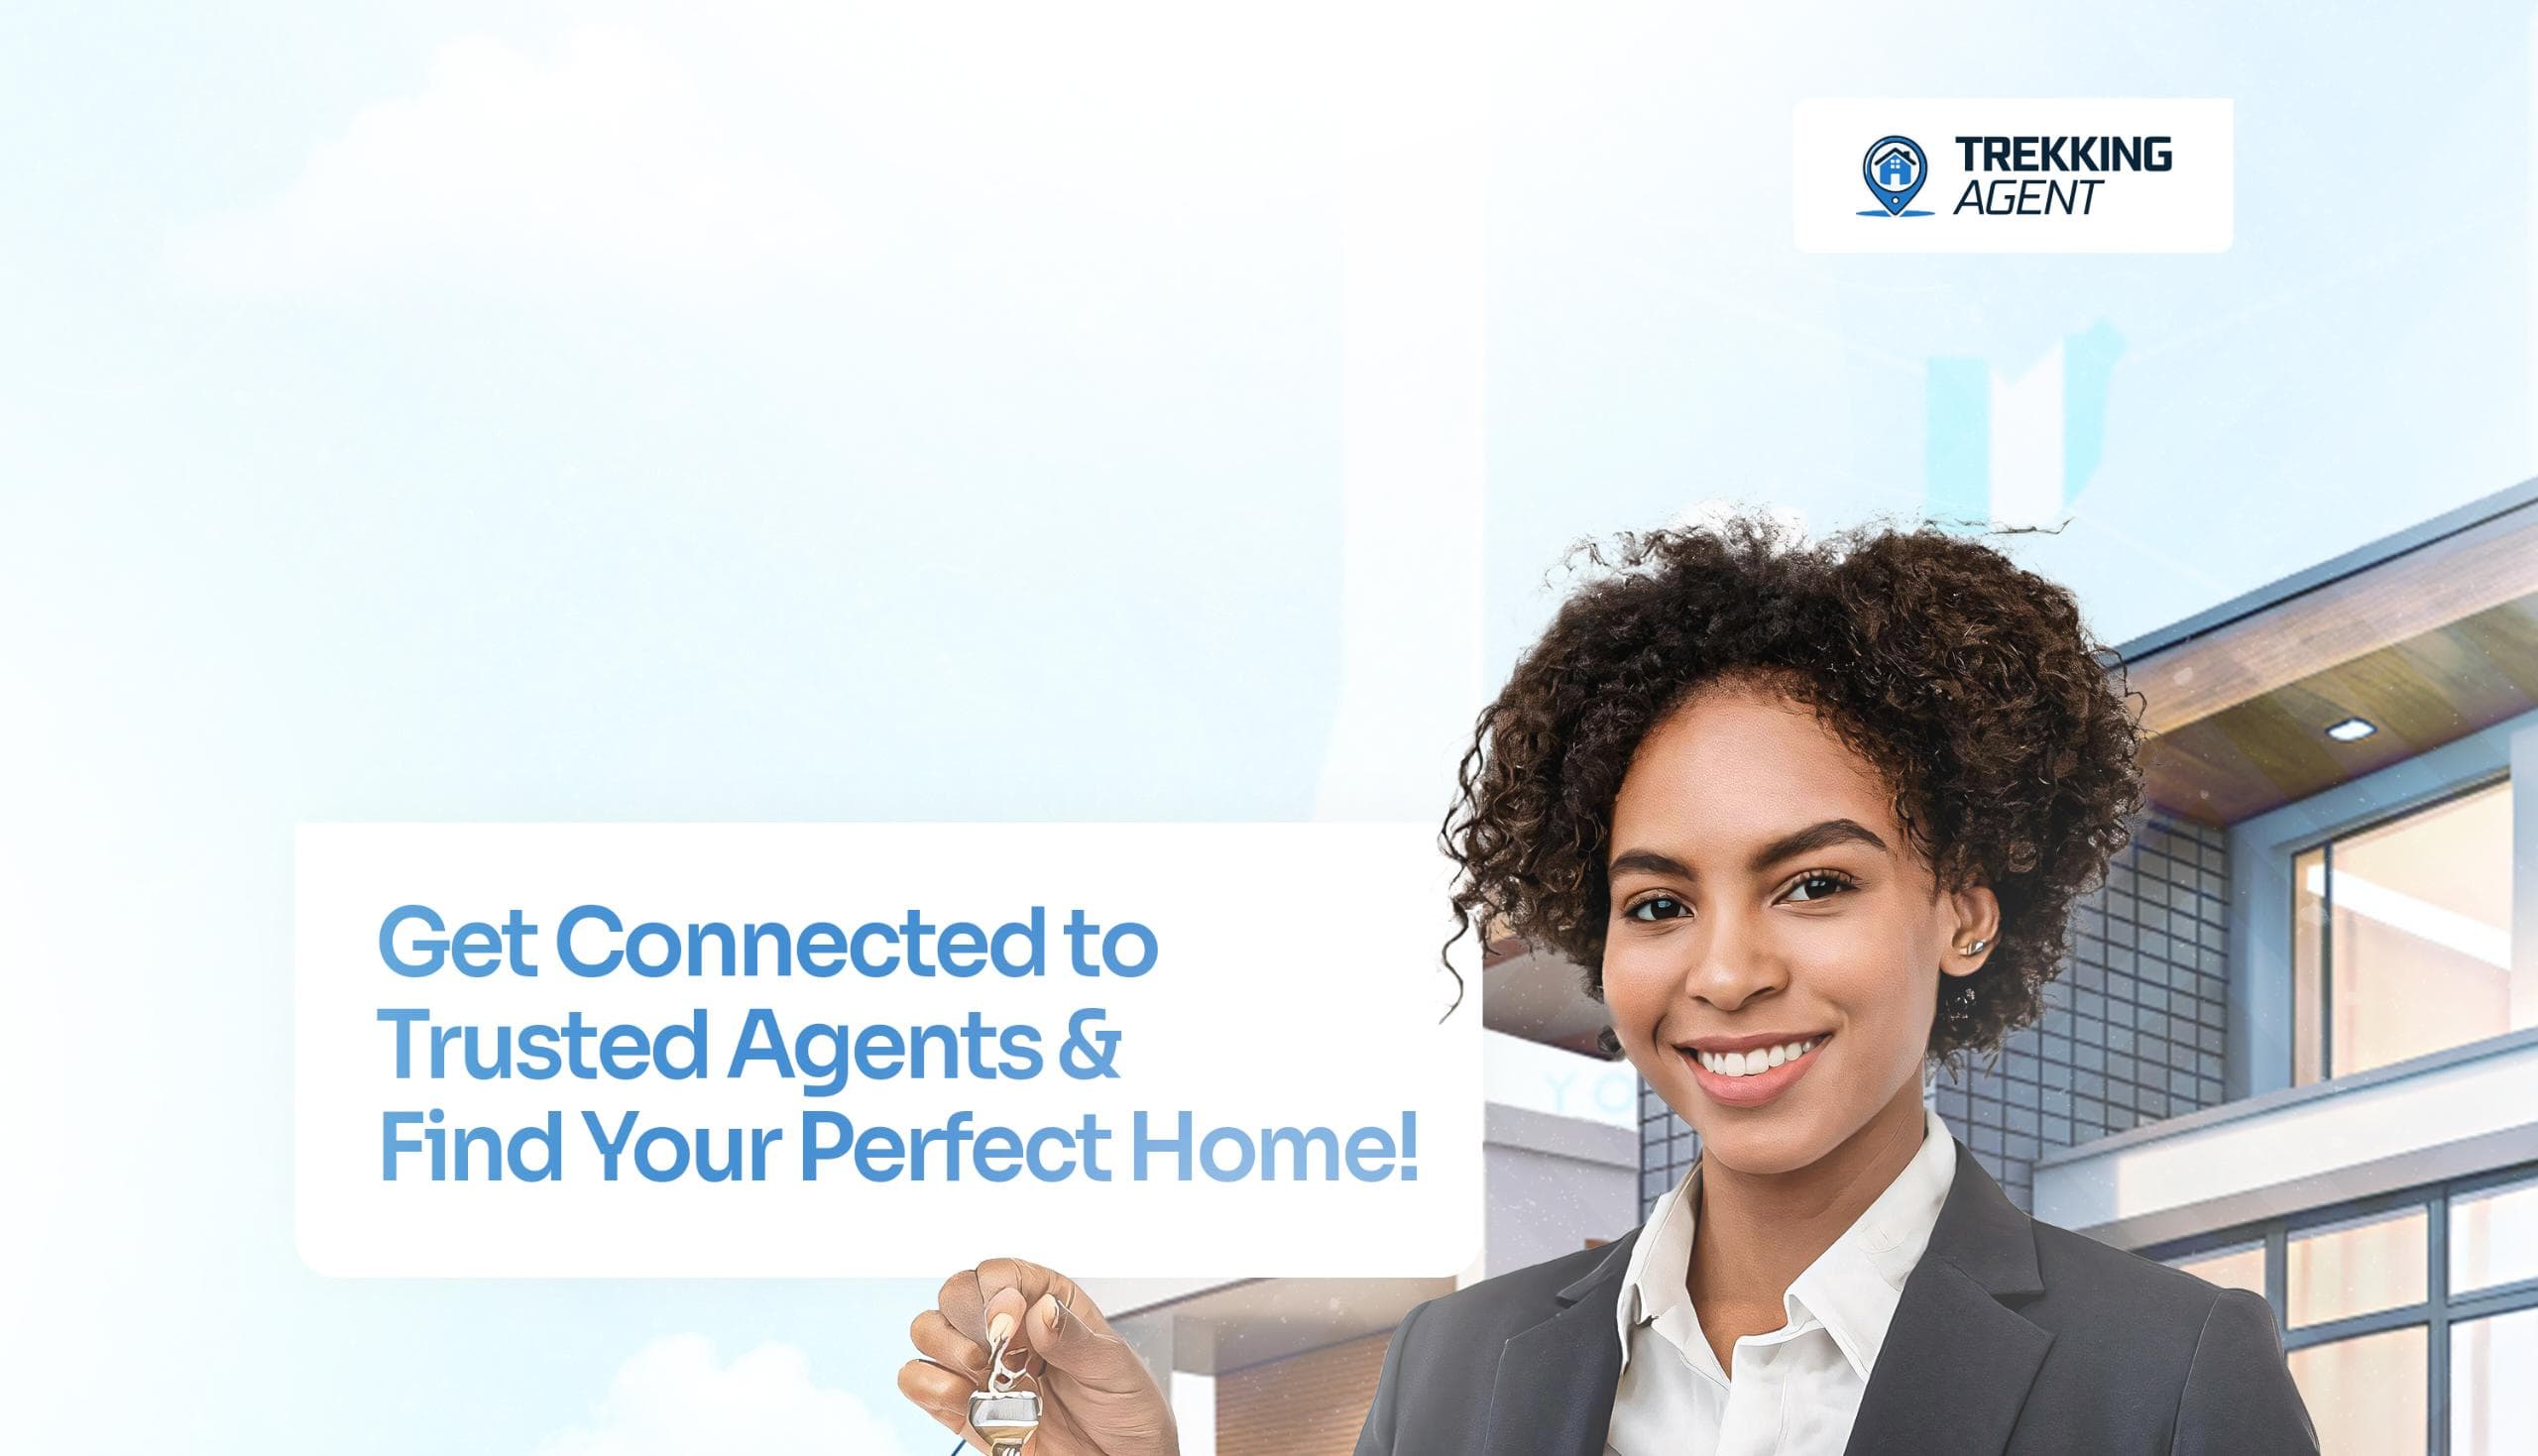 TREKKING
AGENT
Get Connected to
Trusted Agents &
Find Your Perfect Home!